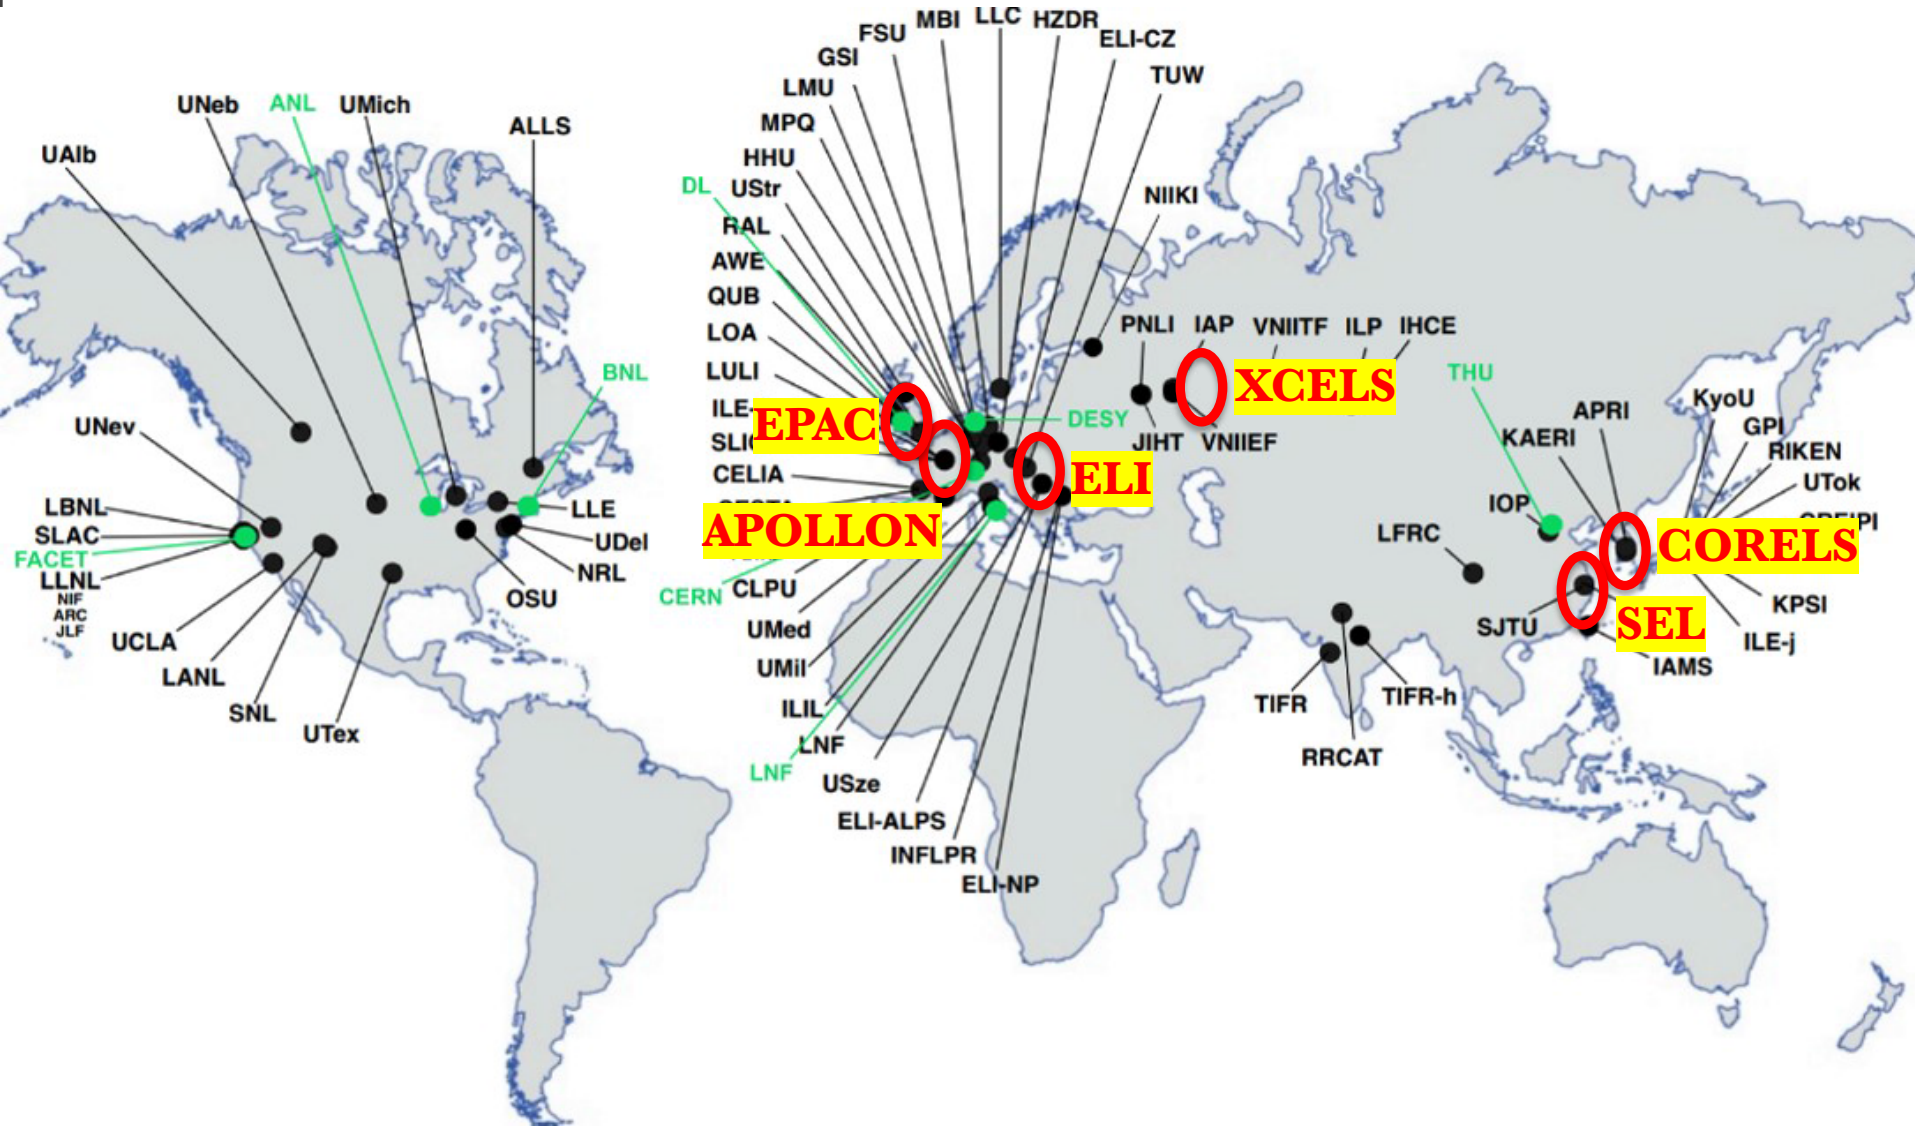 UAlb
UNeb
ANL
UMich
ALLS
BNL
UNev
LBNL
SLAC
FACET
LLNL
NIF
ARC
JLF
UCLA
LANL
SNL
UTex
OSU
NRL
UDel
LLE
MBI
LLC
HZDR
FSU
ELI-CZ
GSI
TUW
LMU
MPQ
HHU
DL
UStr
NIIKI
RAL
AWE
QUB
LOA
LULI
EPAC
CELIA
APOLLON
CERN
CLPU
UMed
UMil
ILIL
LNF
LNF
USze
ELI-ALPS
INFLPR
ELI-NP
DESY
ELI
PNLI
IAP
VNIITF
ILP
IHCE
XCELS
JIHT
VNIIEF
THU
KyoU
APRI
GPI
KAERI
RIKEN
UTok
IOP
LFRC
CORELS
KPSI
SJTU
SEL
ILE-j
IAMS
TIFR
TIFR-h
RRCAT